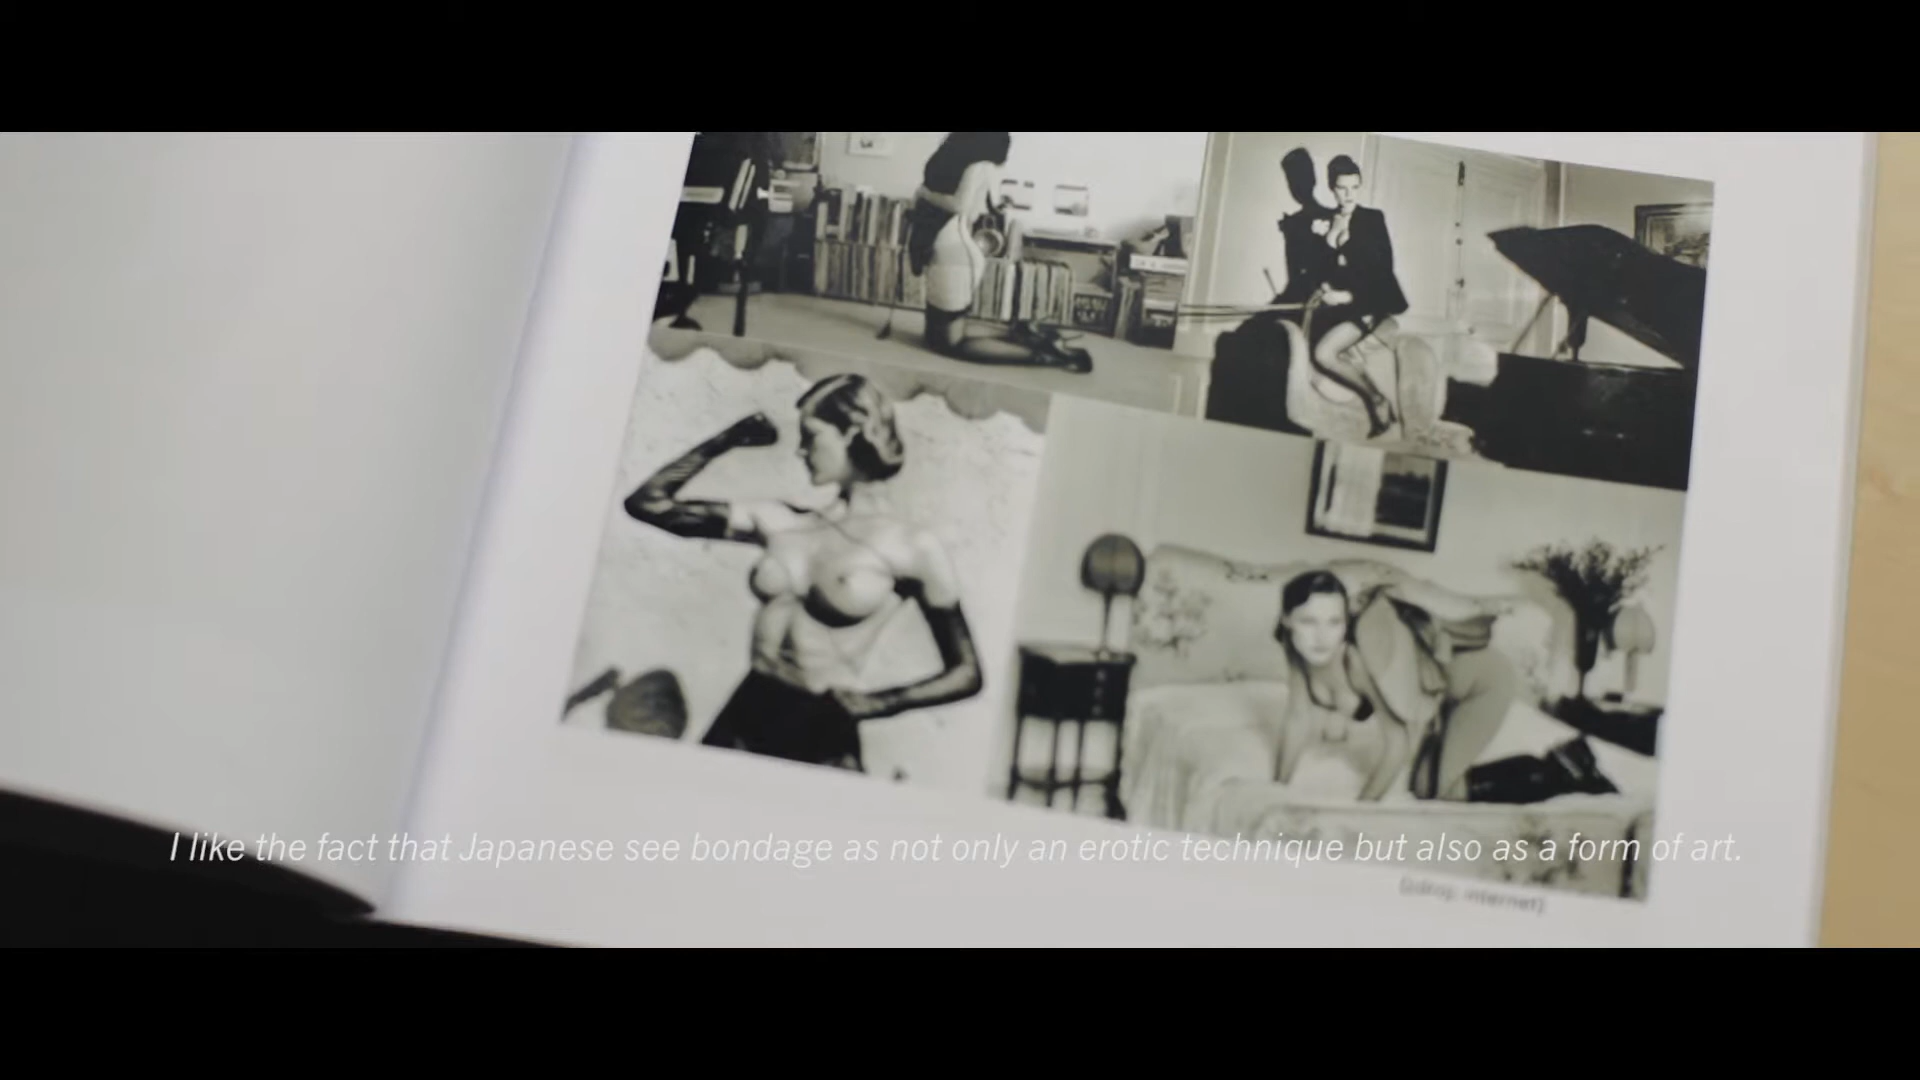 I like the fact that Japanese see bondage as not only an erotic technique but also as a form of art.
internet)